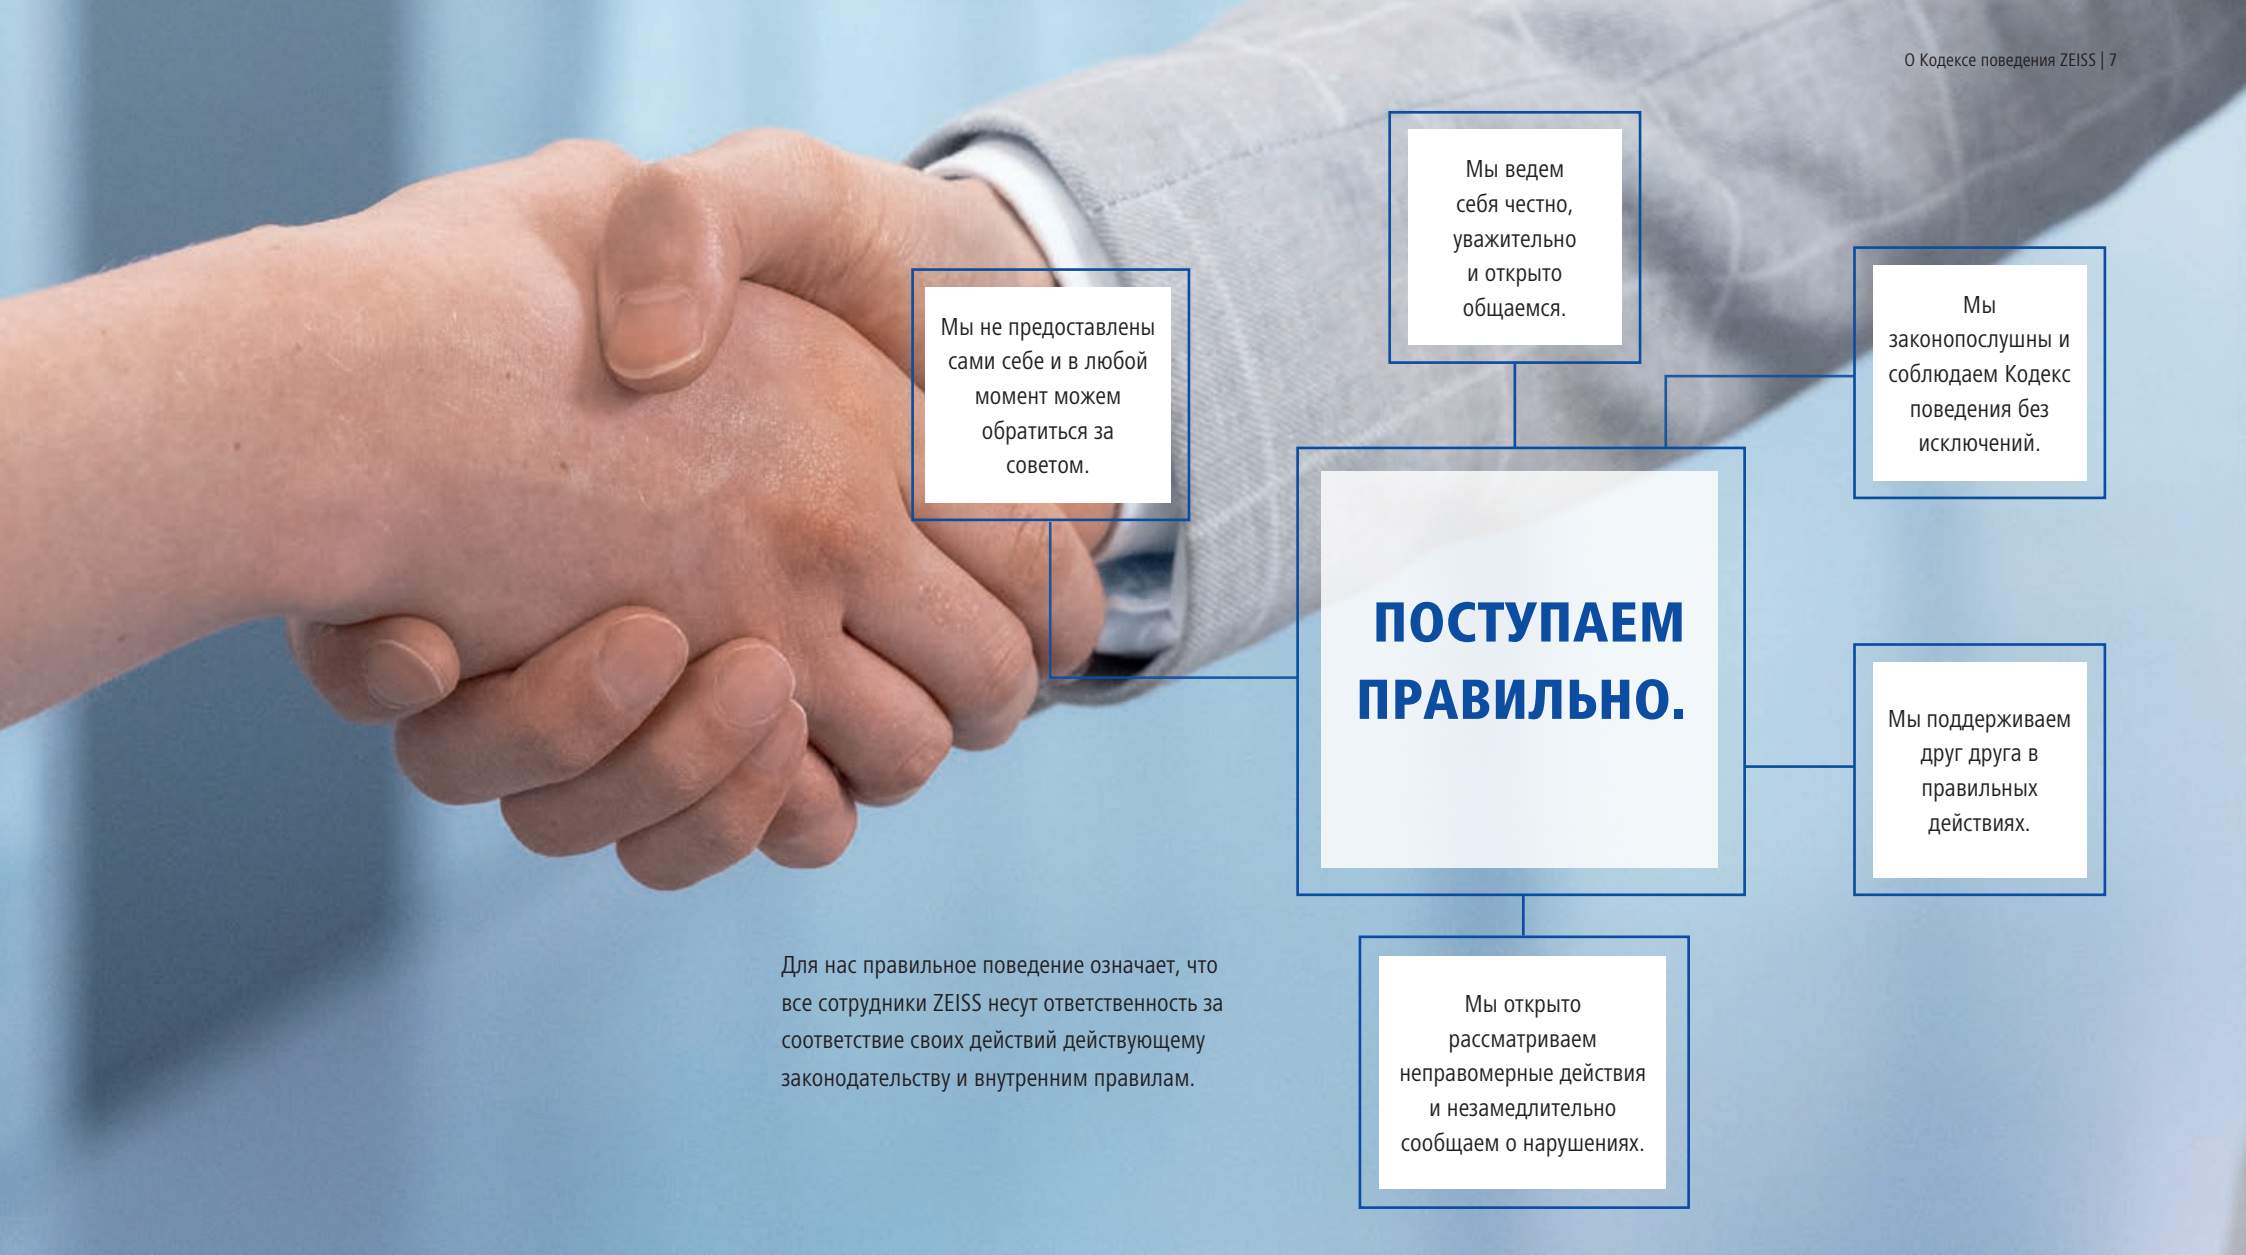 О Кодексе поведения ZEISS | 7
Мы ведем
себя честно,
уважительно
и открыто
общаемся.
Мы
законопослушны и
соблюдаем Кодекс
поведения без
исключений.
Мы не предоставлены
сами себе и в любой
момент можем
обратиться за
советом.
ПОСТУПАЕМ
ПРАВИЛЬНО.
Мы поддерживаем
друг друга в
правильных
действиях.
Для нас правильное поведение означает, что
все сотрудники ZEISS несут ответственность за
соответствие своих действий действующему
законодательству и внутренним правилам.
Мы открыто
рассматриваем
неправомерные действия
и незамедлительно
сообщаем о нарушениях.